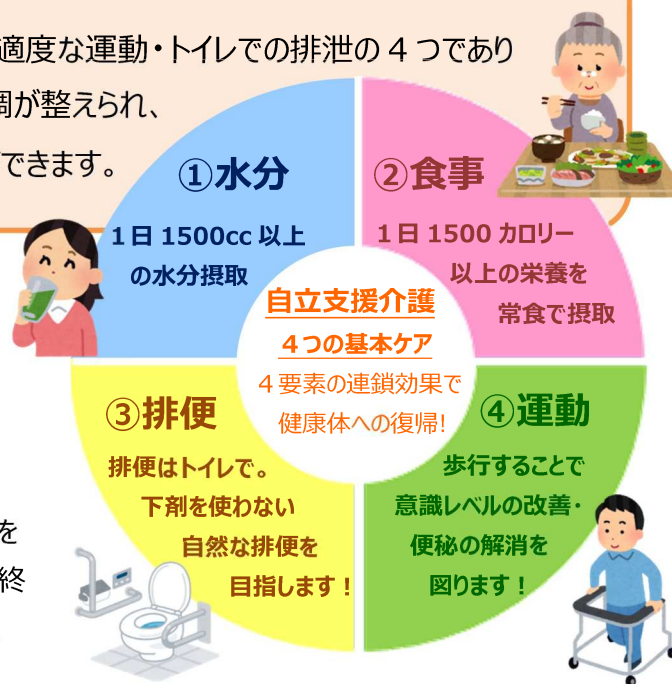 適度な運動・トイレでの排泄の４つであり
調が整えられ、
できます。
①水分
１日 1500cc 以上
の水分摂取
②食事
１日 1500 カロリー
以上の栄養を
常食で摂取
自立支援介護
４つの基本ケア
４要素の連鎖効果で
健康体への復帰!
③排便
排便はトイレで。
下剤を使わない
自然な排便を
目指します！
④運動
歩行することで
意識レベルの改善・
便秘の解消を
図ります！
を
終